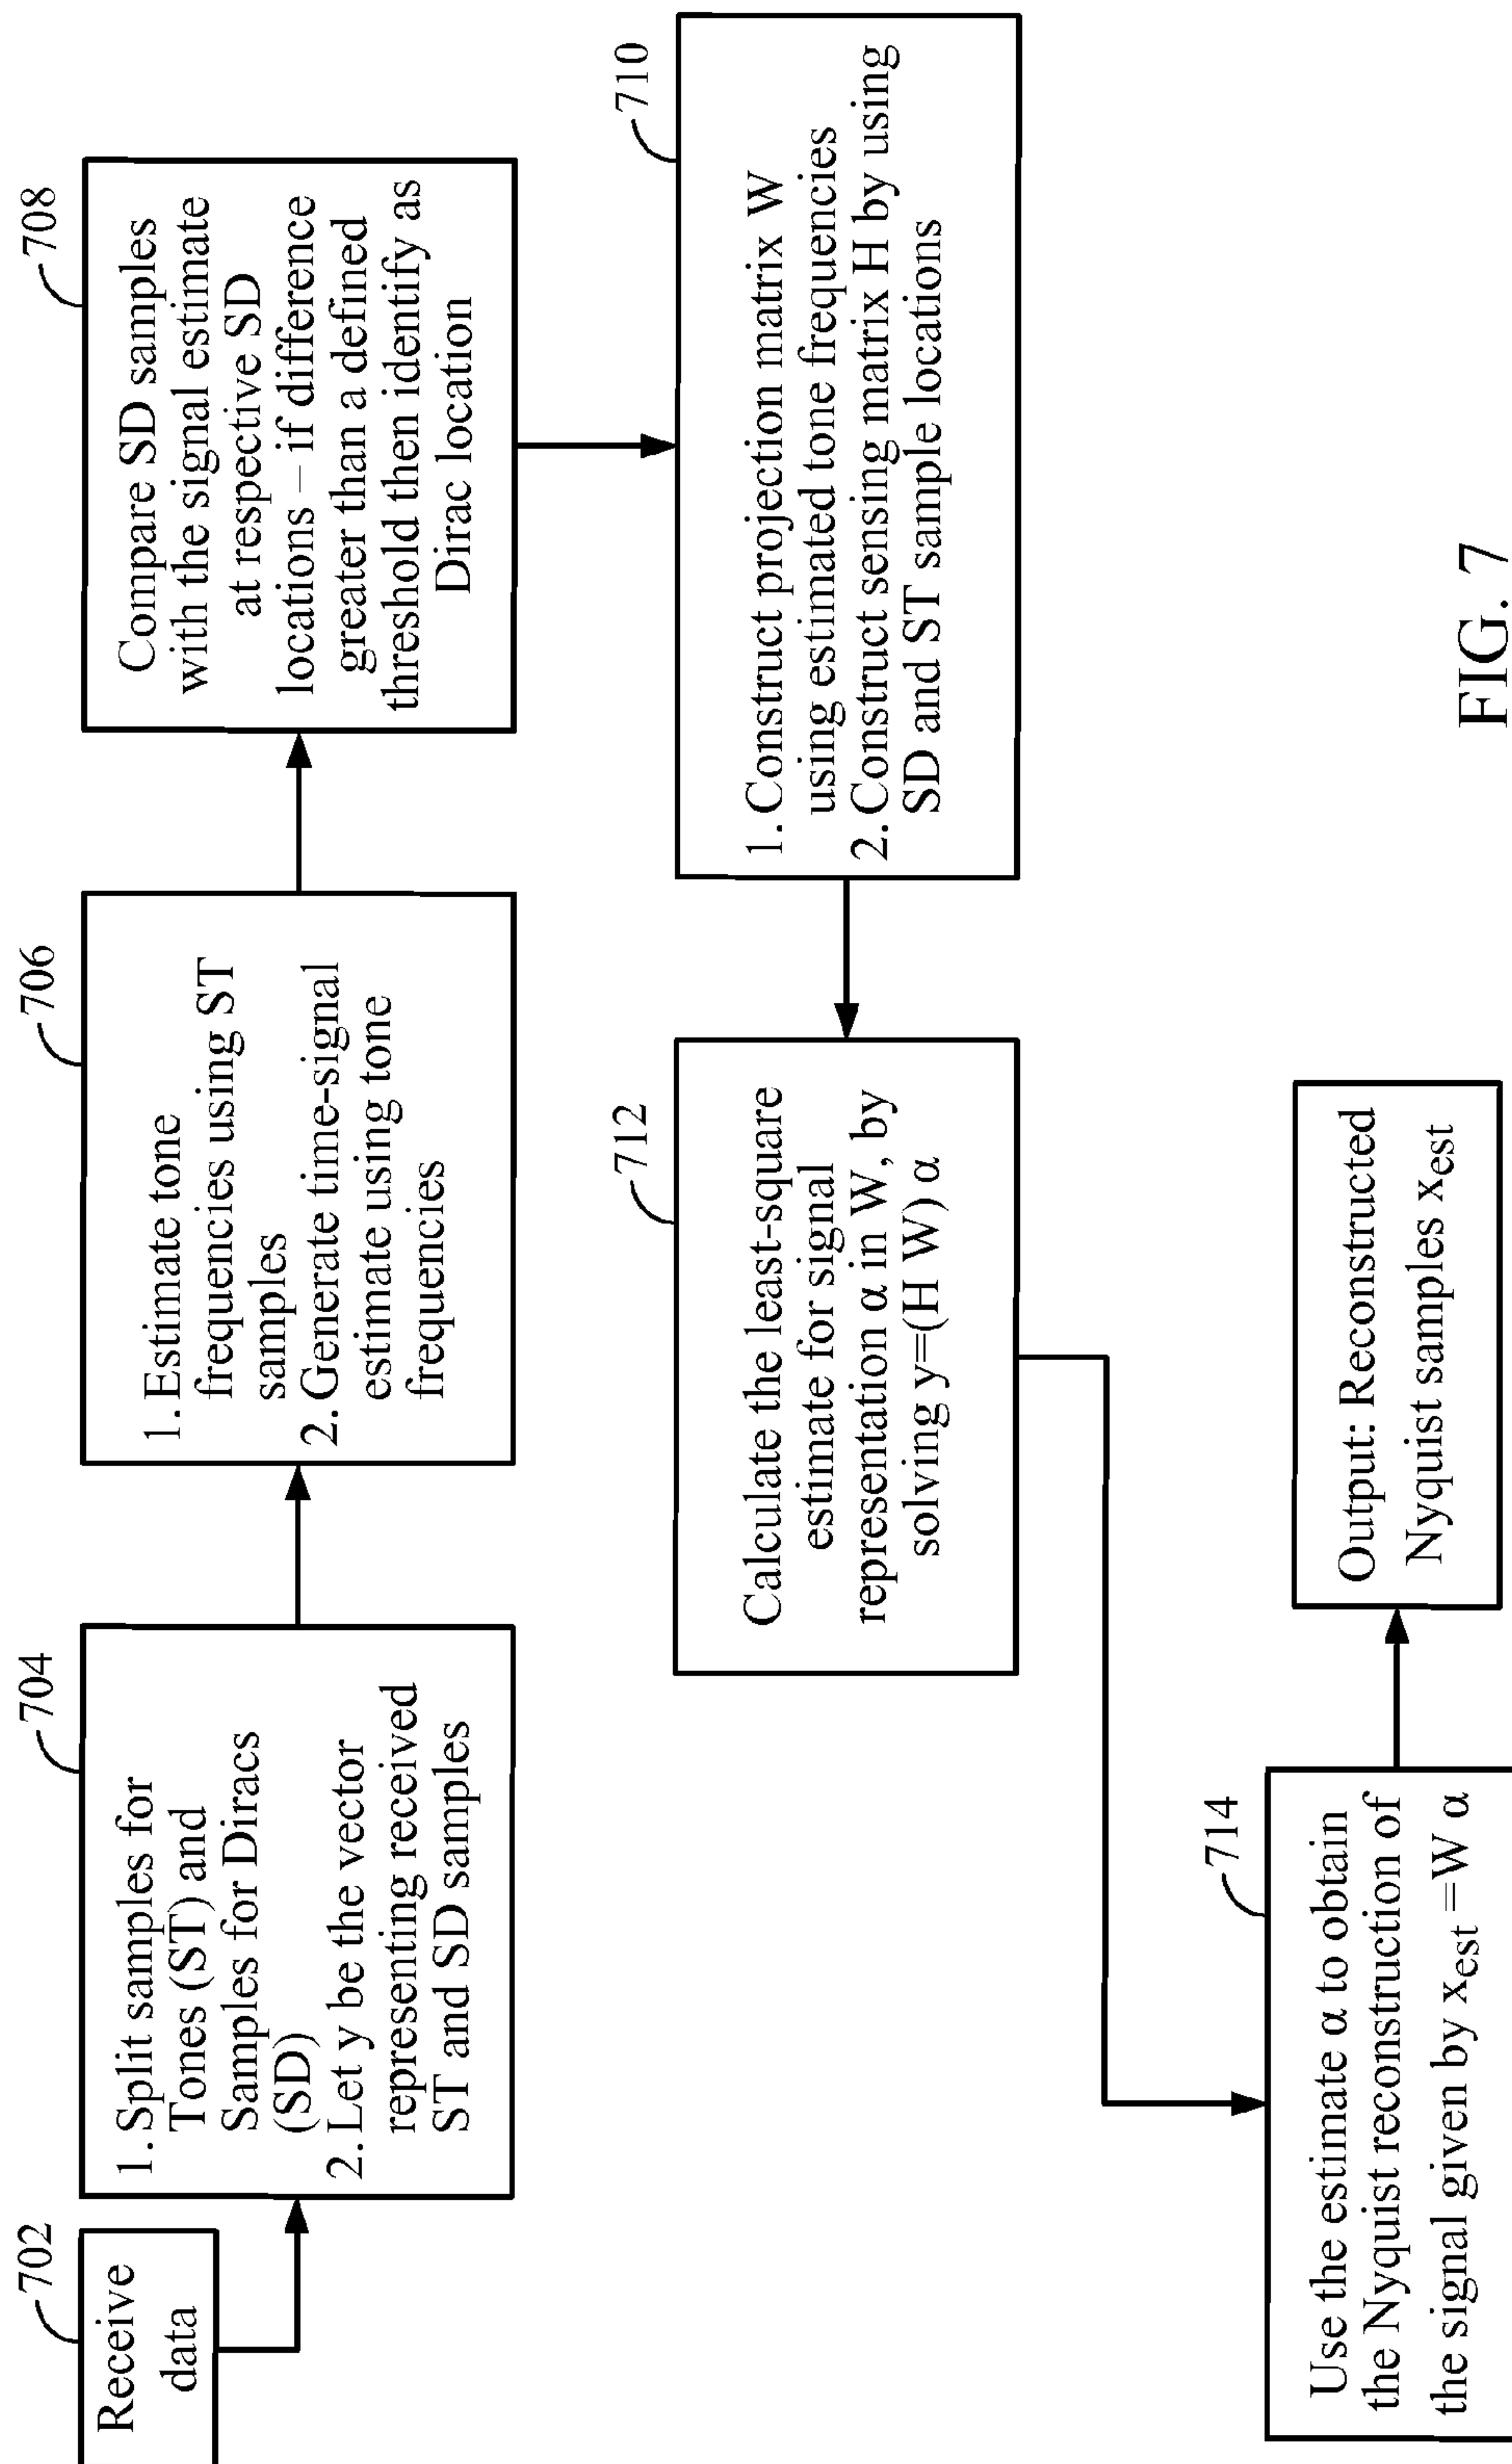 702
Receive
data
704
1. Split samples for
Tones (ST) and
Samples for Diracs
(SD)
2. Let y be the vector
representing received
ST and SD samples
706
1. Estimate tone
frequencies using ST
samples
2. Generate time-signal
estimate using tone
frequencies
708
Compare SD samples
with the signal estimate
at respective SD
locations – if difference
greater than a defined
threshold then identify as
Dirac location
710
1. Construct projection matrix W
using estimated tone frequencies
2. Construct sensing matrix H by using
SD and ST sample locations
712
Calculate the least-square
estimate for signal
representation α in W, by
solving y=(H W) α
714
Use the estimate α to obtain
the Nyquist reconstruction of
the signal given by xest =W α
Output: Reconstructed
Nyquist samples xest
FIG. 7